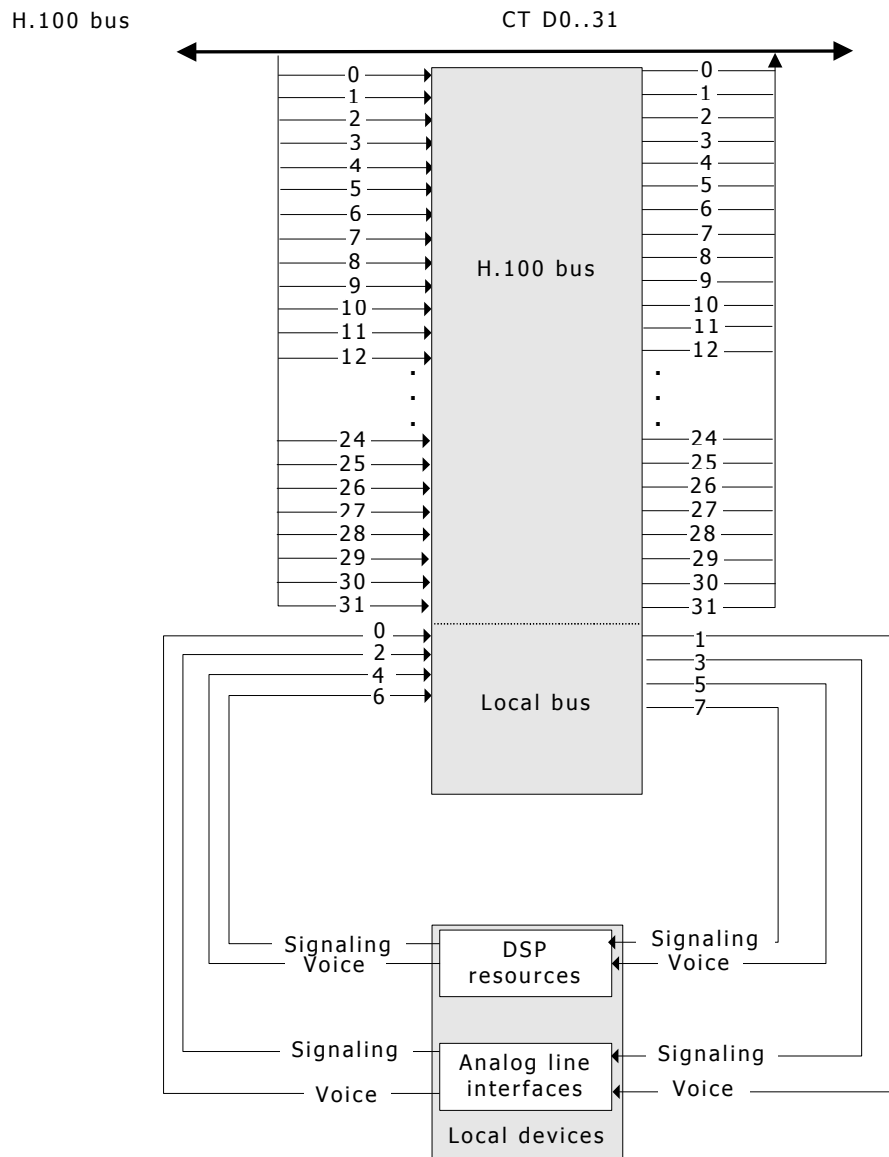 H.100 bus CT D0..31
0 0
1 1
2 2
3 3
4 4
5 5
6 6
7 7
8 8
9 9
10 10
11 11
12 12
. .
. .
. .
24 24
25 25
26 26
27 27
28 28
29 29
30 30
31 31
H.100 bus
0 1
2 3
4 5
6 7
Local bus
Signaling Signaling
Voice Voice
DSP
resources
Signaling Signaling
Voice Voice
Analog line
interfaces
Local devices